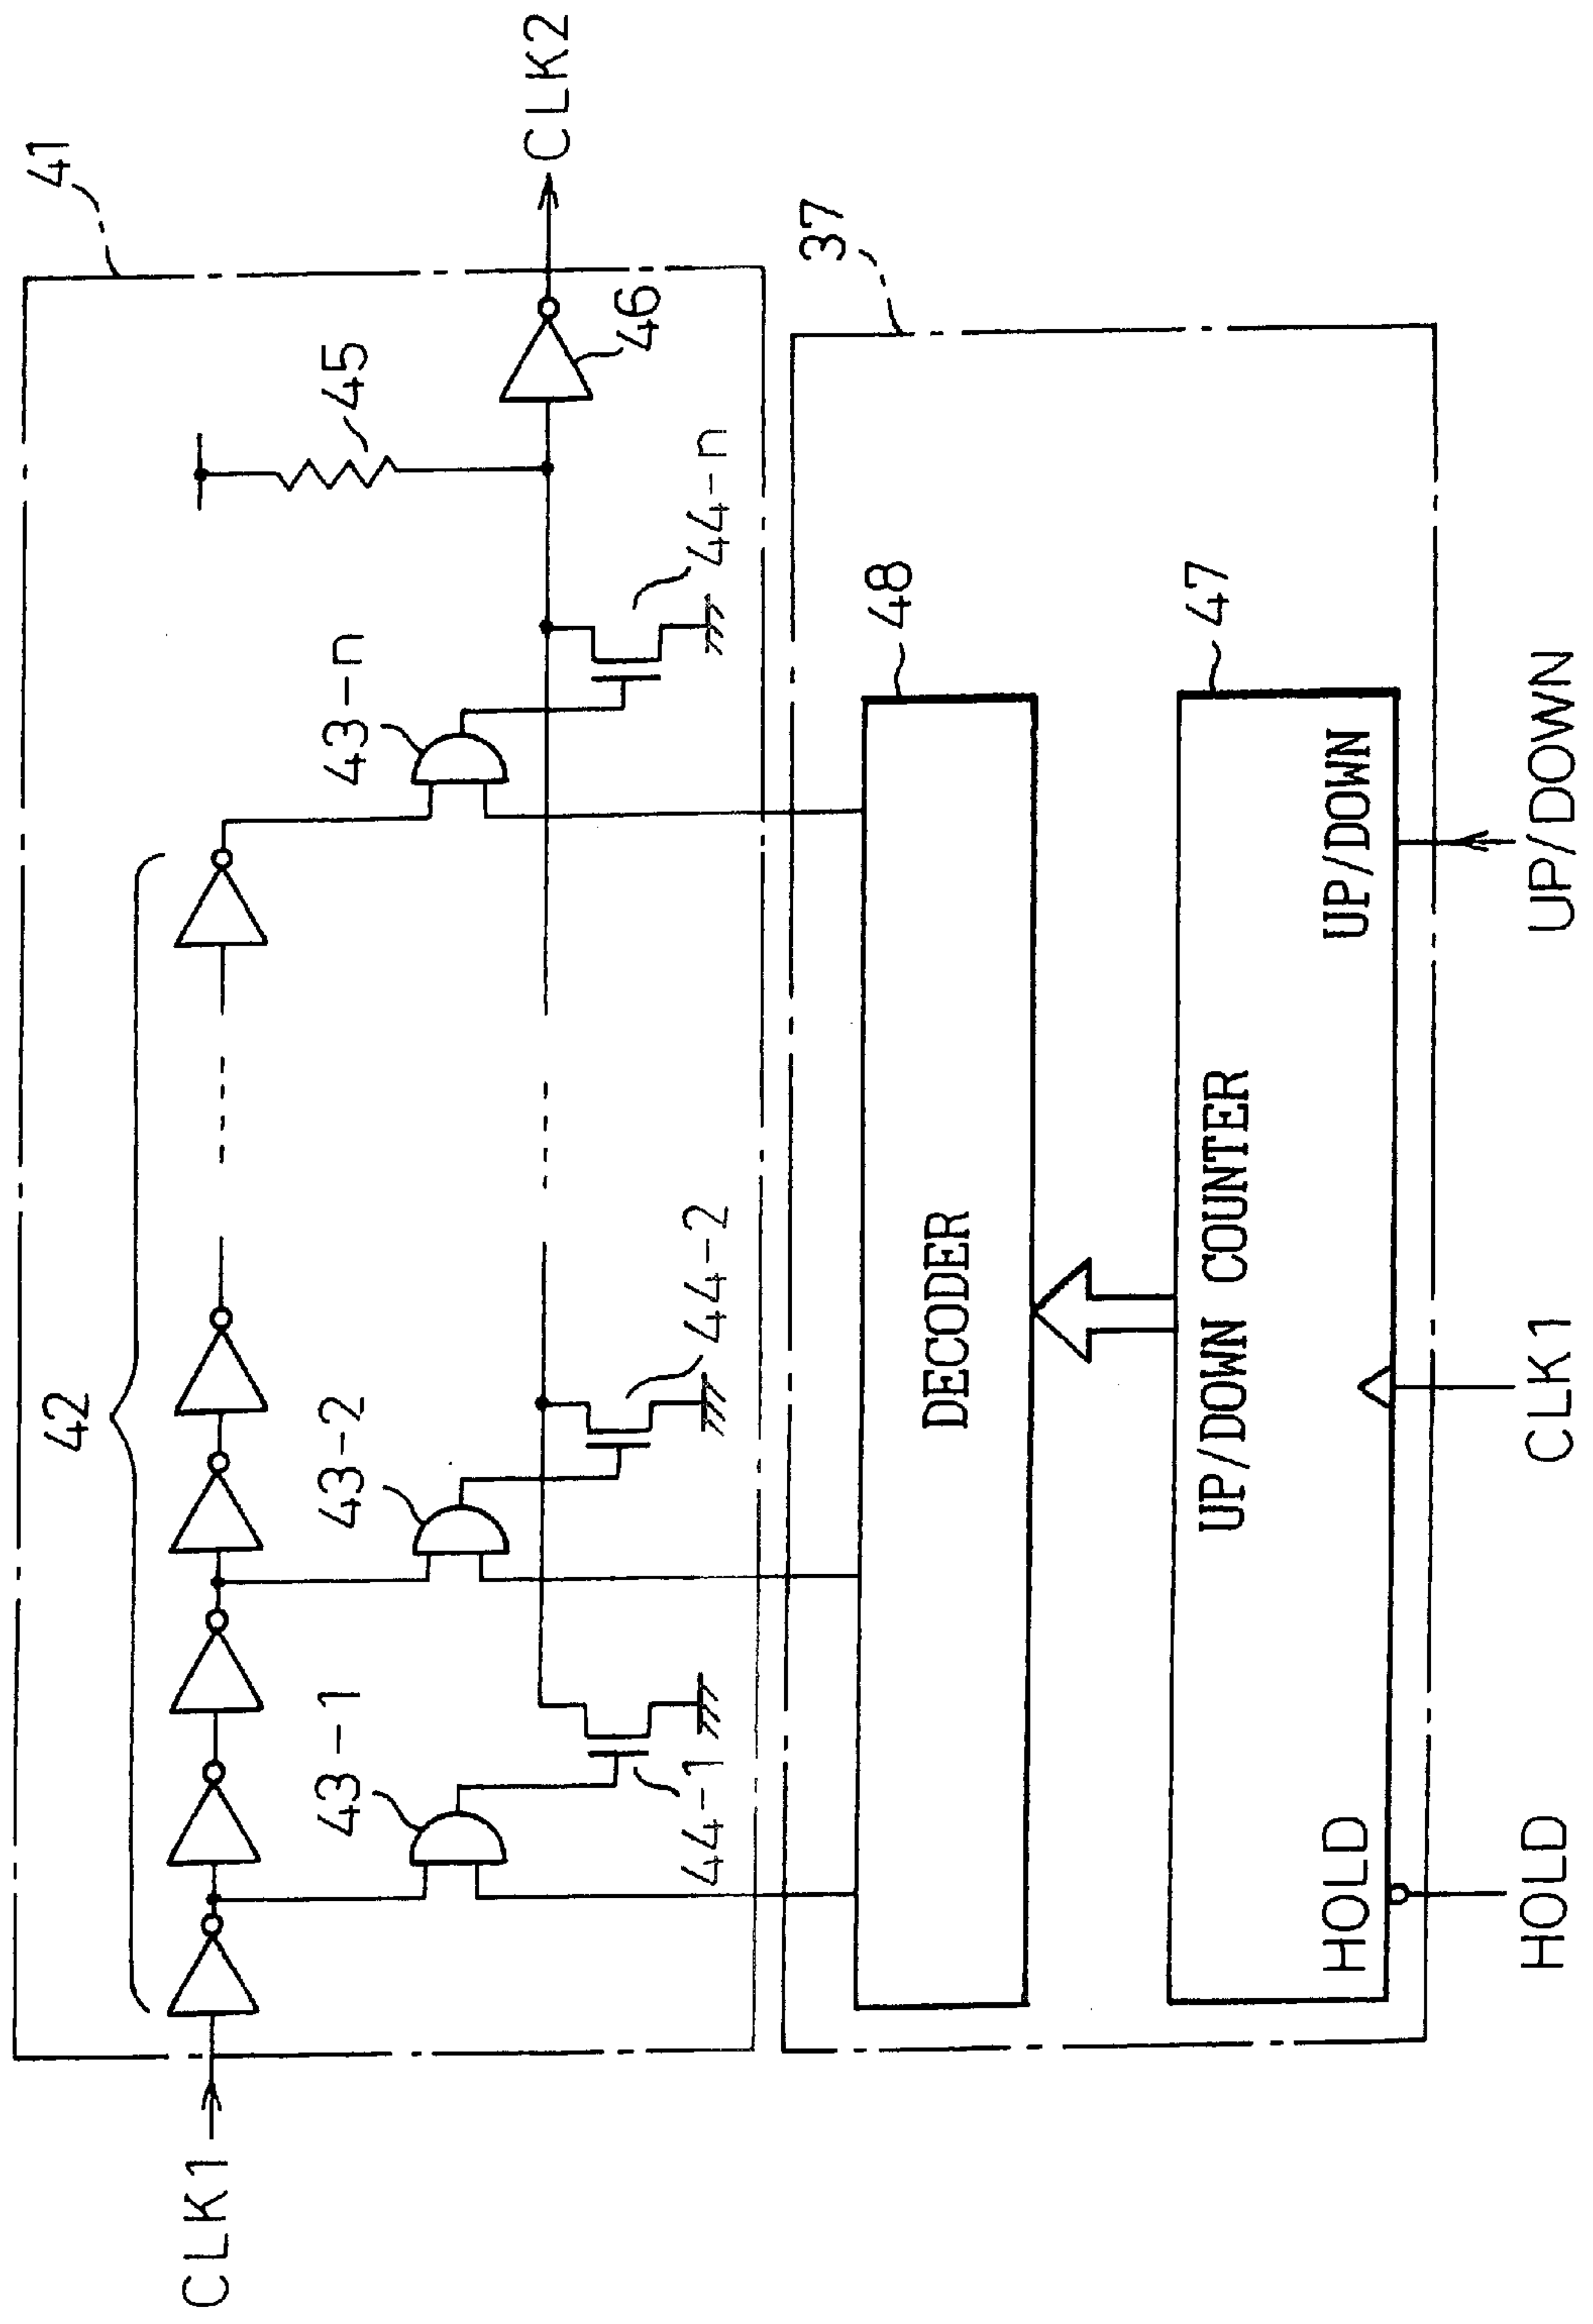 41
42
45
CLK1
CLK2
43-1
43-2
43-n
46
44-1
44-2
44-n
37
48
DECODER
47
UP/DOWN COUNTER
HOLD
UP/DOWN
HOLD
CLK1
UP/DOWN